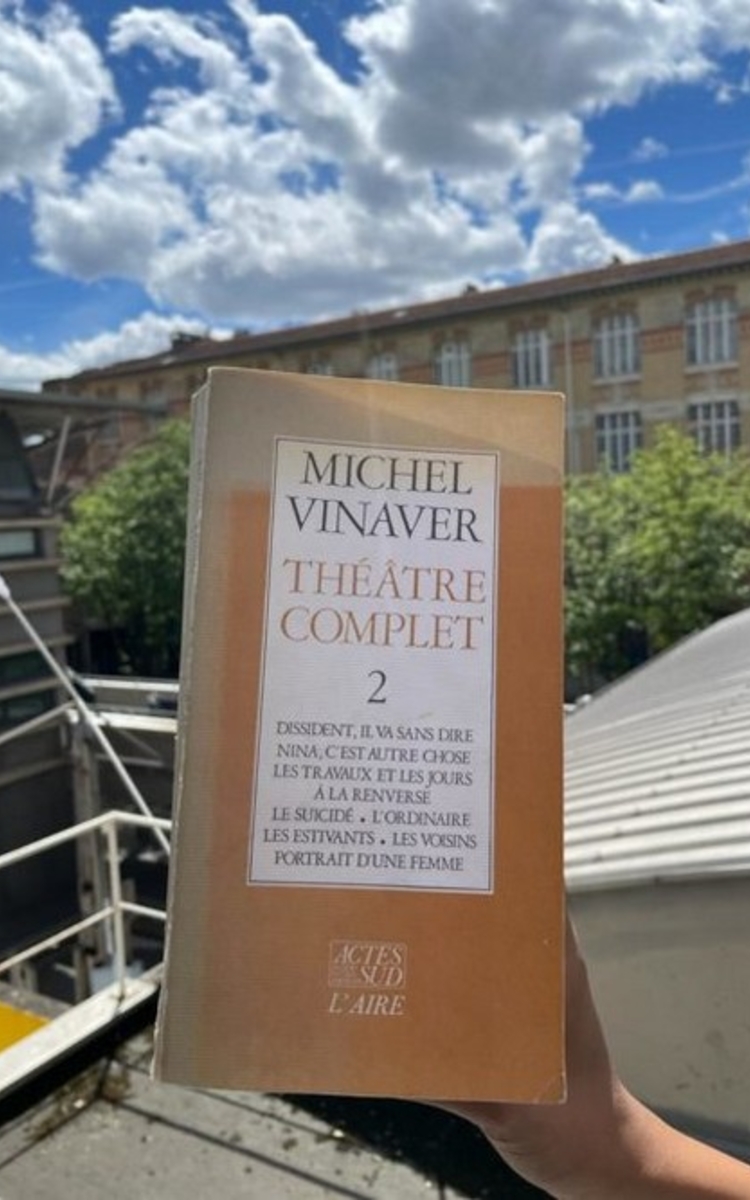 MICHEL
VINAVER
THÉÂTRE
COMPLET
2
DISSIDENT, IL VA SANS DIRE
NINA, C'EST AUTRE CHOSE
LES TRAVAUX ET LES JOURS
À LA RENVERSE
LE SUICIDÉ • L'ORDINAIRE
LES ESTIVANTS • LES VOISINS
PORTRAIT D'UNE FEMME
ACTES
SUD
L'AIRE